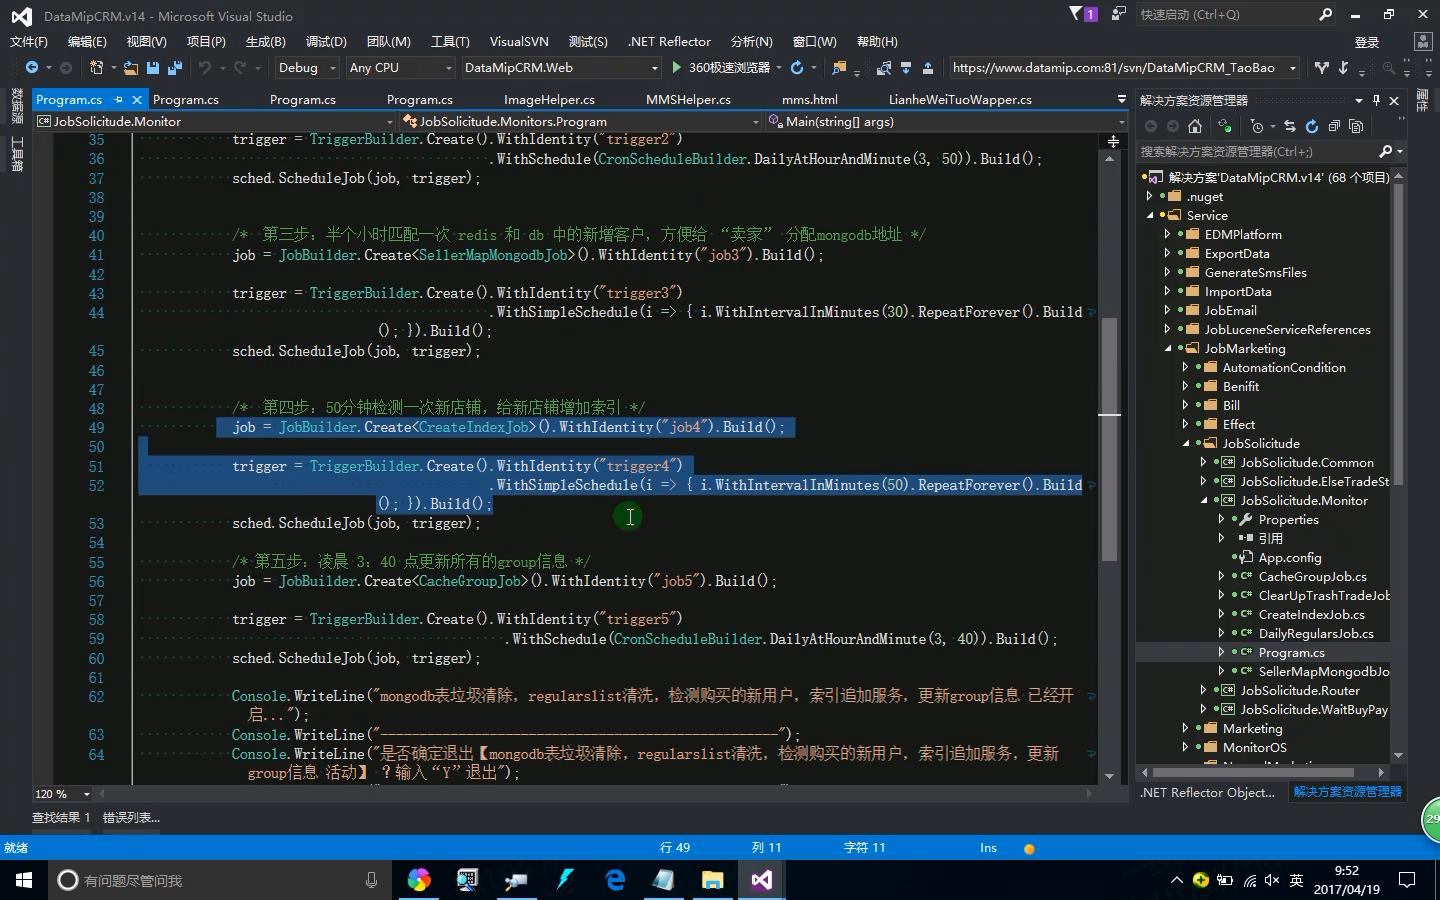 DataMipCRM.v14 - Microsoft Visual Studio
1
快速启动 (Ctrl+Q)
文件(F) 编辑(E) 视图(V) 项目(P) 生成(B) 调试(D) 团队(M) 工具(T) VisualSVN 测试(S) .NET Reflector 分析(N) 窗口(W) 帮助(H)
登录
Debug Any CPU DataMipCRM.Web 360极速浏览器 https://www.datamip.com:81/svn/DataMipCRM_TaoBao
数据源
工具箱
Program.cs Program.cs Program.cs Program.cs ImageHelper.cs MMSHelper.cs mms.html LianheWeiTuoWapper.cs
JobSolicitude.Monitor JobSolicitude.Monitors.Program Main(string[] args)
35 trigger = TriggerBuilder.Create().WithIdentity("trigger2")
36 .WithSchedule(CronScheduleBuilder.DailyAtHourAndMinute(3, 50)).Build();
37 sched.ScheduleJob(job, trigger);
38
39
40 /* 第三步：半个小时匹配一次 redis 和 db 中的新增客户，方便给 “卖家” 分配mongodb地址 */
41 job = JobBuilder.Create<SellerMapMongodbJob>().WithIdentity("job3").Build();
42
43 trigger = TriggerBuilder.Create().WithIdentity("trigger3")
44 .WithSimpleSchedule(i => { i.WithIntervalInMinutes(30).RepeatForever().Build
(); }).Build();
45 sched.ScheduleJob(job, trigger);
46
47
48 /* 第四步：50分钟检测一次新店铺，给新店铺增加索引 */
49 job = JobBuilder.Create<CreateIndexJob>().WithIdentity("job4").Build();
50
51 trigger = TriggerBuilder.Create().WithIdentity("trigger4")
52 .WithSimpleSchedule(i => { i.WithIntervalInMinutes(50).RepeatForever().Build
(); }).Build();
53 sched.ScheduleJob(job, trigger);
54
55 /* 第五步：凌晨 3：40 点更新所有的group信息 */
56 job = JobBuilder.Create<CacheGroupJob>().WithIdentity("job5").Build();
57
58 trigger = TriggerBuilder.Create().WithIdentity("trigger5")
59 .WithSchedule(CronScheduleBuilder.DailyAtHourAndMinute(3, 40)).Build();
60 sched.ScheduleJob(job, trigger);
61
62 Console.WriteLine("mongodb表垃圾清除，regularslist清洗，检测购买的新用户，索引追加服务，更新group信息 已经开
启...");
63 Console.WriteLine("---------------------------------------------------");
64 Console.WriteLine("是否确定退出【mongodb表垃圾清除，regularslist清洗，检测购买的新用户，索引追加服务，更新
group信息 活动】 ？输入“Y”退出");
120 %
解决方案资源管理器
属性
搜索解决方案资源管理器(Ctrl+;)
解决方案'DataMipCRM.v14' (68 个项目)
.nuget
Service
EDMPlatform
ExportData
GenerateSmsFiles
ImportData
JobEmail
JobLuceneServiceReferences
JobMarketing
AutomationCondition
Benifit
Bill
Effect
JobSolicitude
JobSolicitude.Common
JobSolicitude.ElseTradeSt
JobSolicitude.Monitor
Properties
引用
App.config
CacheGroupJob.cs
ClearUpTrashTradeJob
CreateIndexJob.cs
DailyRegularsJob.cs
Program.cs
SellerMapMongodbJo
JobSolicitude.Router
JobSolicitude.WaitBuyPay
Marketing
MonitorOS
.NET Reflector Object... 解决方案资源管理器
查找结果 1 错误列表...
29
就绪 行 49 列 11 字符 11 Ins
有问题尽管问我
英
9:52
2017/04/19